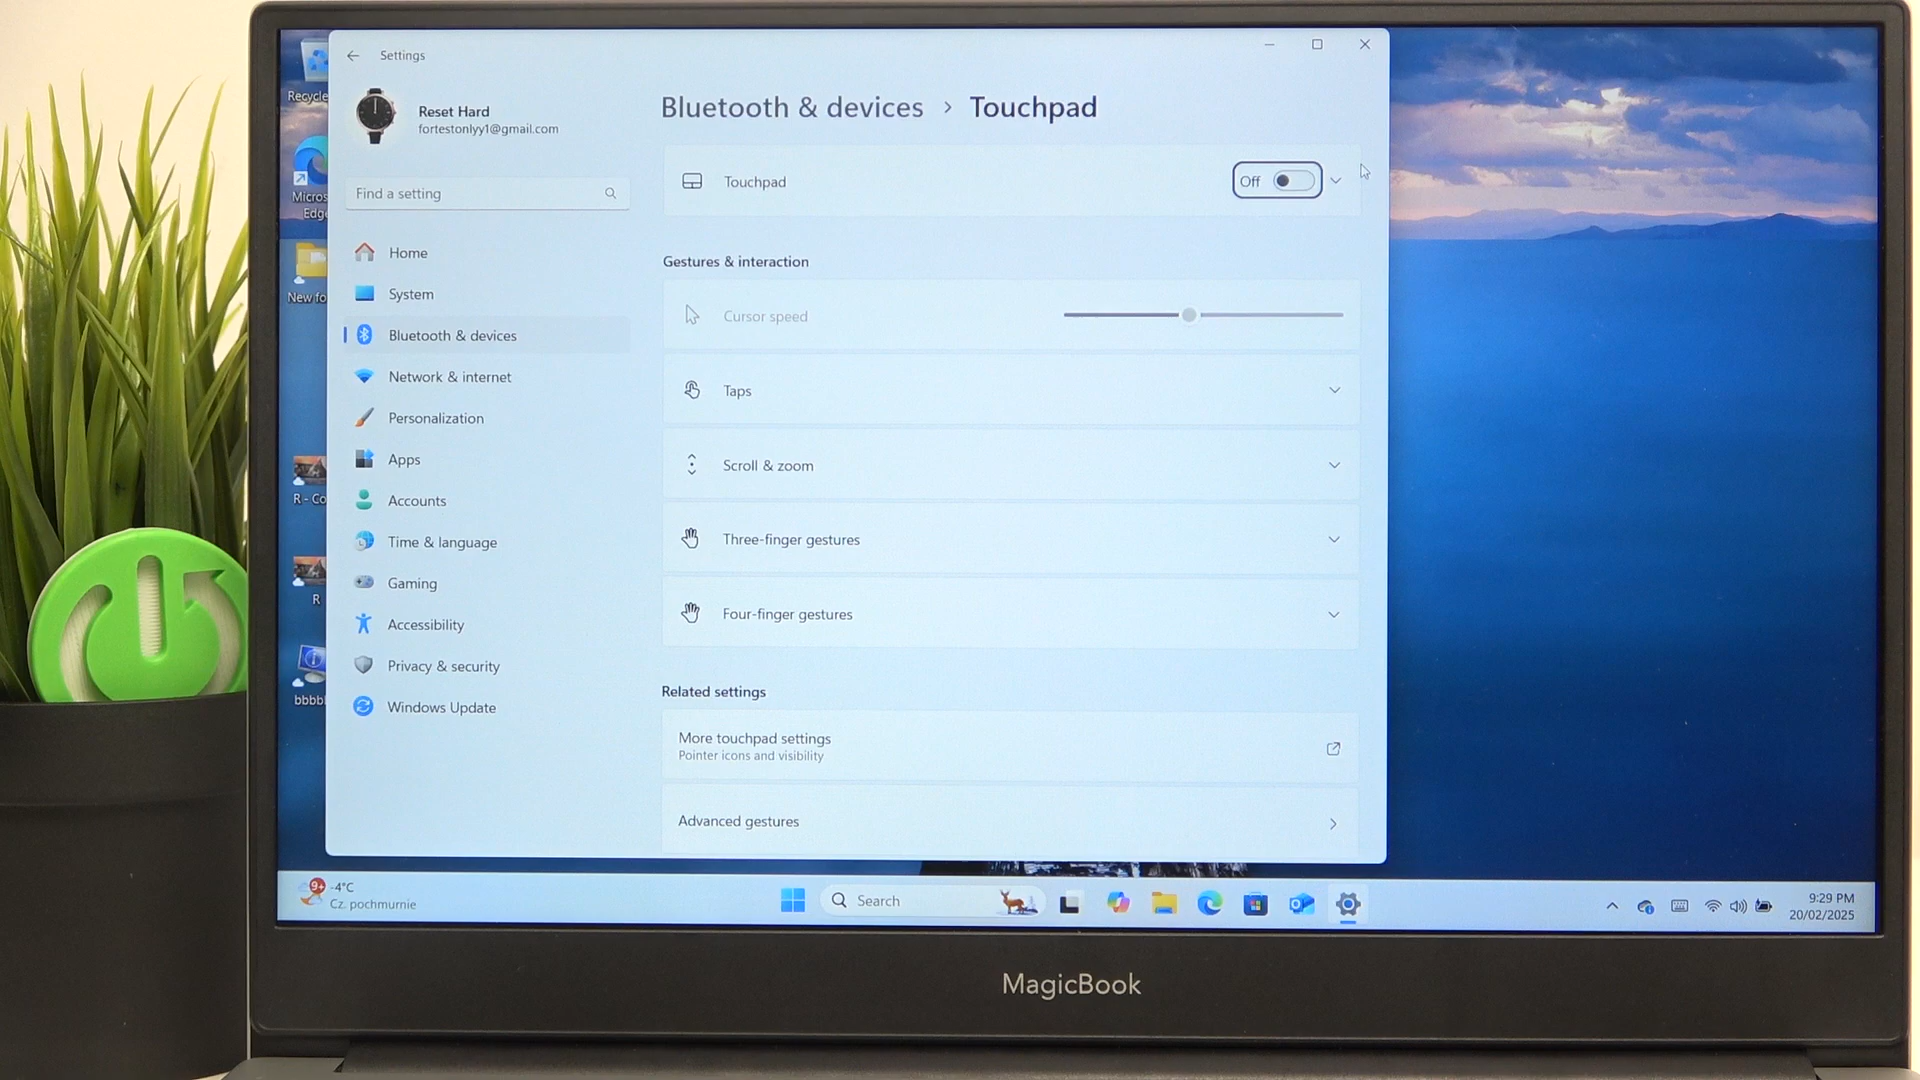 Recycle
Micros
Edge
New fo
R - Co
R
bbbbl
Settings
Reset Hard
fortestonlyy1@gmail.com
Find a setting
Home
System
Bluetooth & devices
Network & internet
Personalization
Apps
Accounts
Time & language
Gaming
Accessibility
Privacy & security
Windows Update
Bluetooth & devices > Touchpad
Touchpad
Off
Gestures & interaction
Cursor speed
Taps
Scroll & zoom
Three-finger gestures
Four-finger gestures
Related settings
More touchpad settings
Pointer icons and visibility
Advanced gestures
9+
-4°C
Cz. pochmurnie
Search
9:29 PM
20/02/2025
MagicBook